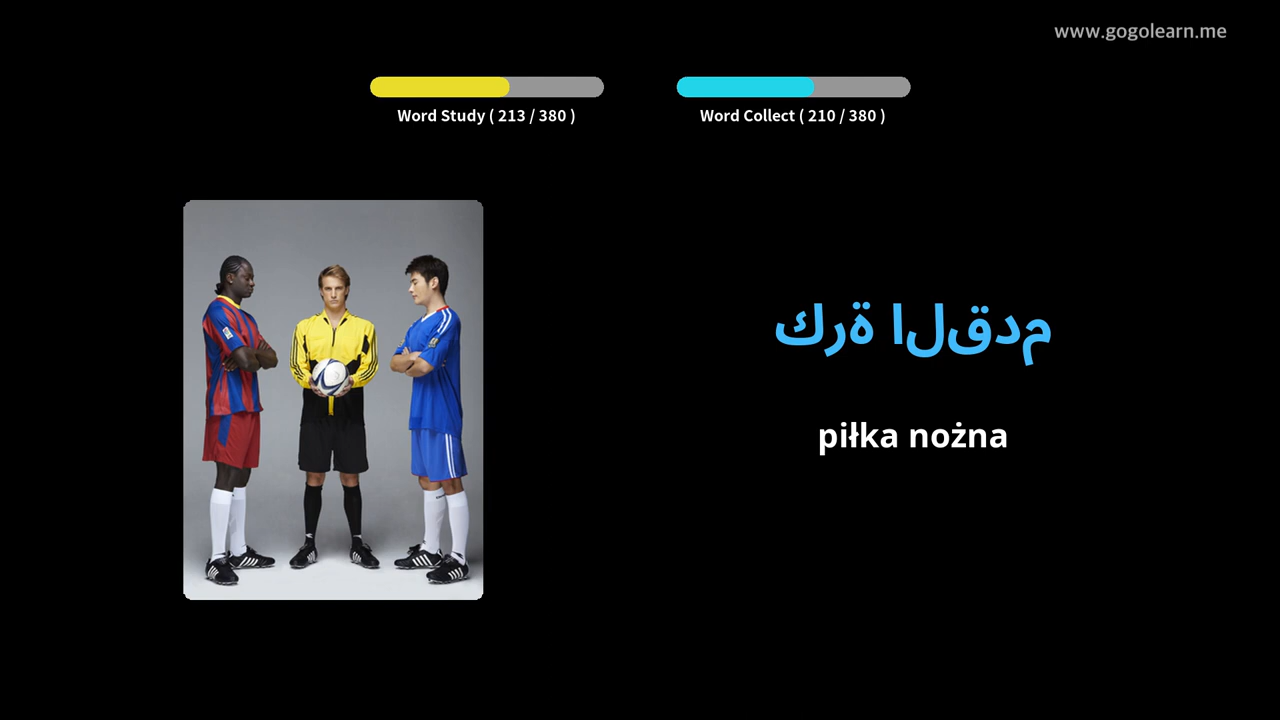 www.gogolearn.me
Word Study ( 213 / 380 )
Word Collect ( 210 / 380 )
كرة القدم
piłka nożna